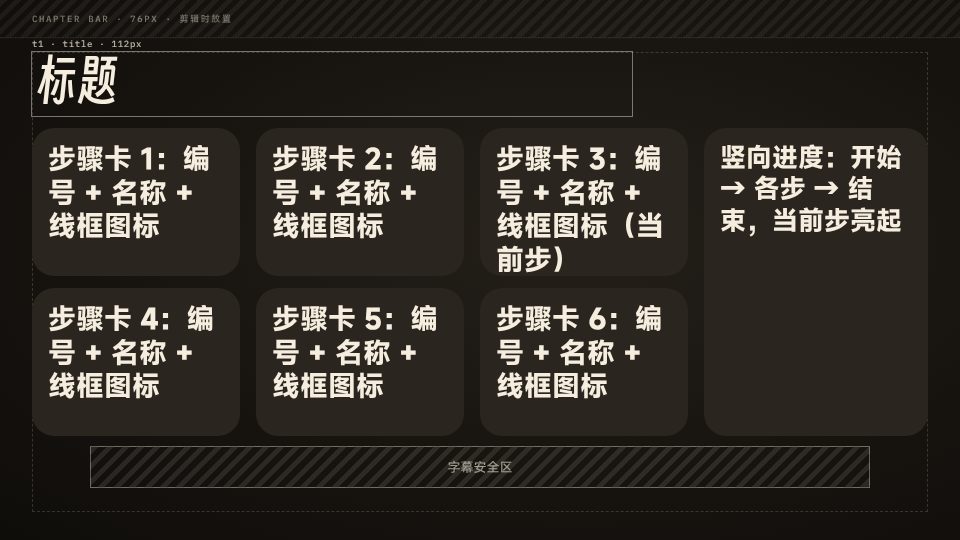 CHAPTER BAR · 76PX · 剪辑时放置
t1 · title · 112px
标题
步骤卡 1：编
号 + 名称 +
线框图标
步骤卡 2：编
号 + 名称 +
线框图标
步骤卡 3：编
号 + 名称 +
线框图标（当
前步）
竖向进度：开始
→ 各步 → 结
束，当前步亮起
步骤卡 4：编
号 + 名称 +
线框图标
步骤卡 5：编
号 + 名称 +
线框图标
步骤卡 6：编
号 + 名称 +
线框图标
字幕安全区